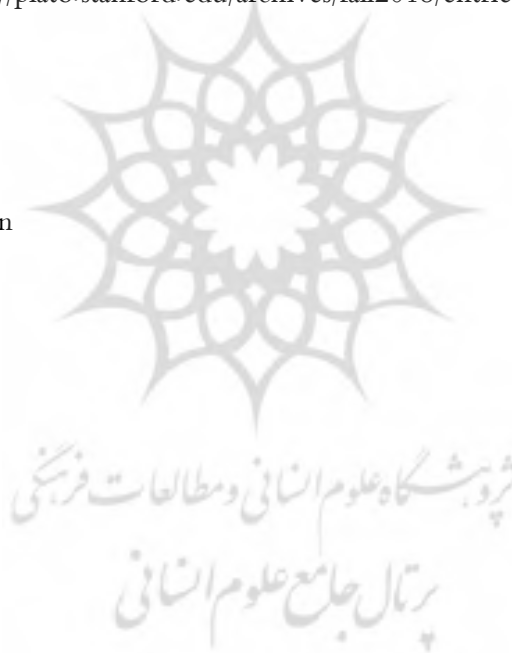 /plato.stanford.edu/archives/fall2018/entrie
n
پژوهشگاه علوم انسانی و مطالعات فرهنگی
پرتال جامع علوم انسانی